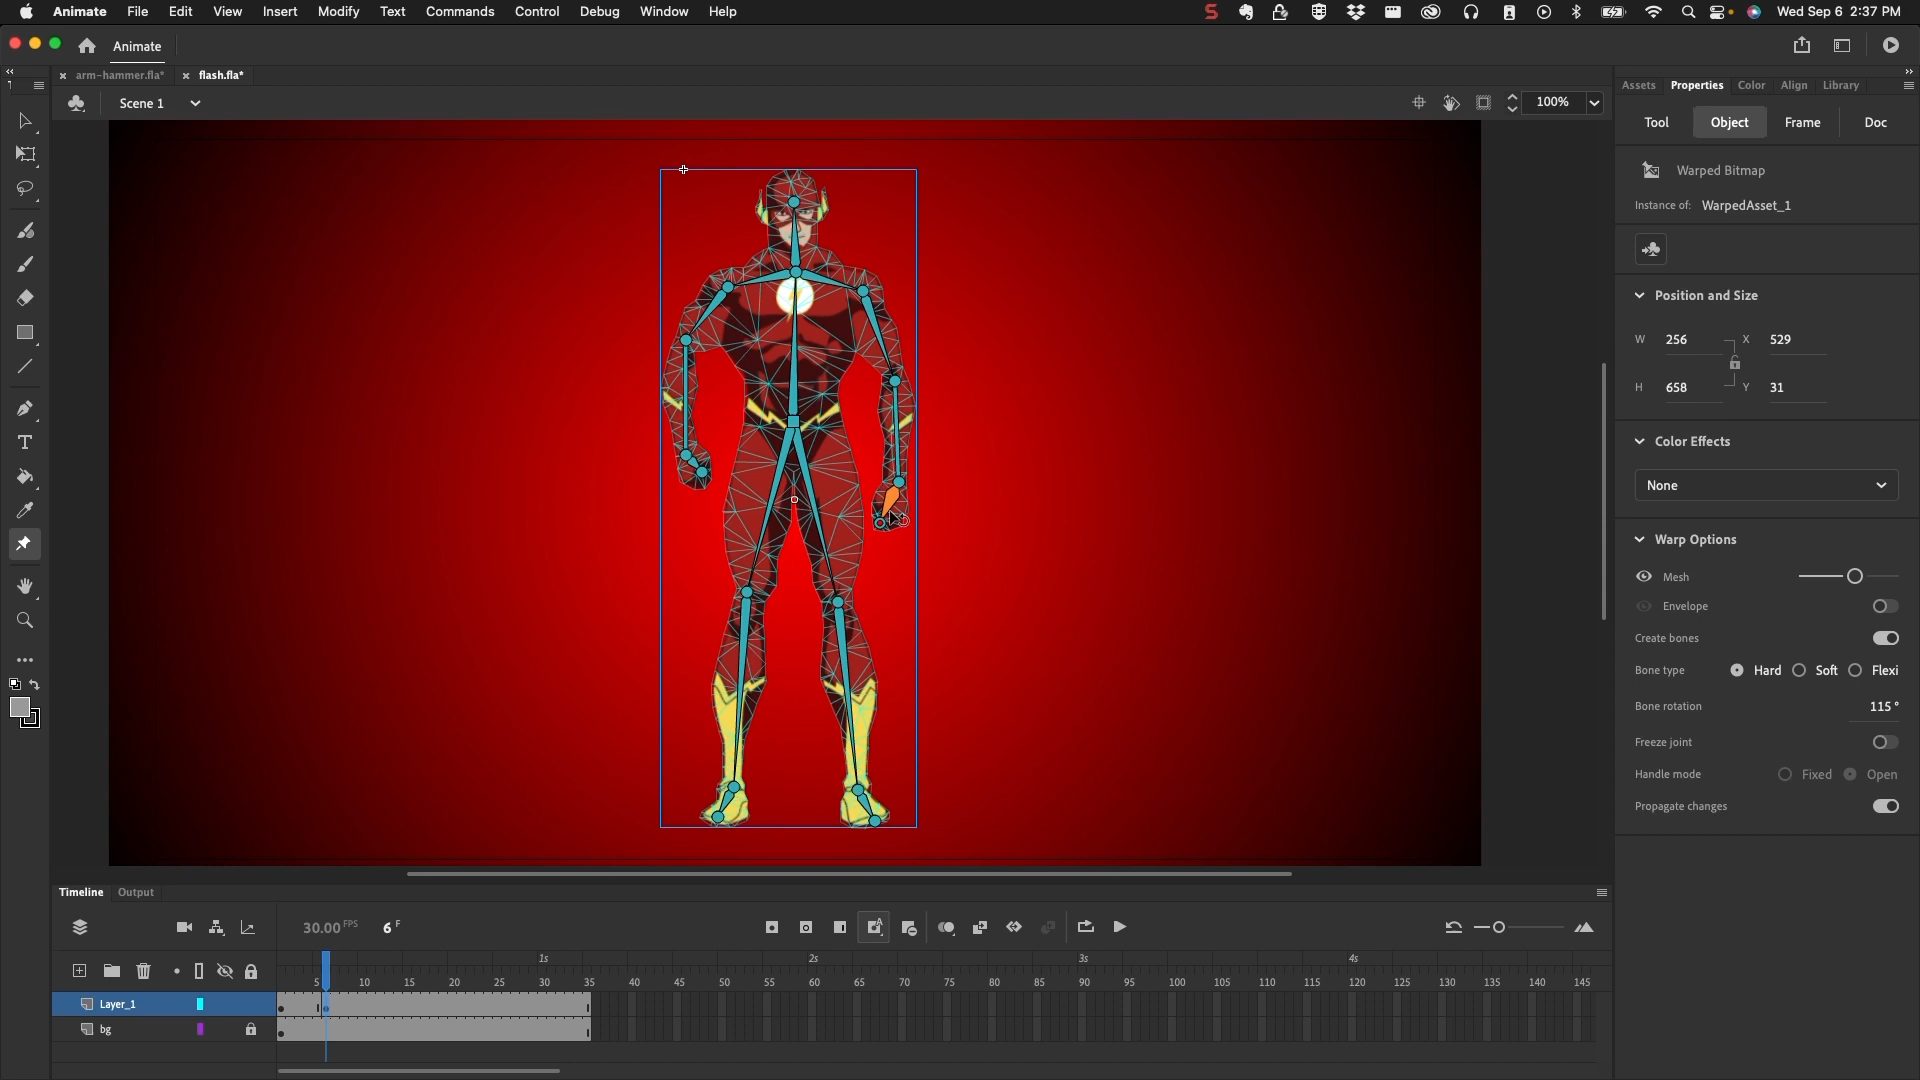 Animate File Edit View Insert Modify Text Commands Control Debug Window Help Wed Sep 6 2:37 PM
Animate
arm-hammer.fla* flash.fla*
Scene 1 100%
Assets Properties Color Align Library
Tool Object Frame Doc
Warped Bitmap
Instance of: WarpedAsset_1
Position and Size
W 256 X 529
H 658 Y 31
Color Effects
None
Warp Options
Mesh
Envelope
Create bones
Bone type Hard Soft Flexi
Bone rotation 115°
Freeze joint
Handle mode Fixed Open
Propagate changes
Timeline Output
30.00 FPS 6 F
1s 2s 3s 4s
5 10 15 20 25 30 35 40 45 50 55 60 65 70 75 80 85 90 95 100 105 110 115 120 125 130 135 140 145
Layer_1
bg